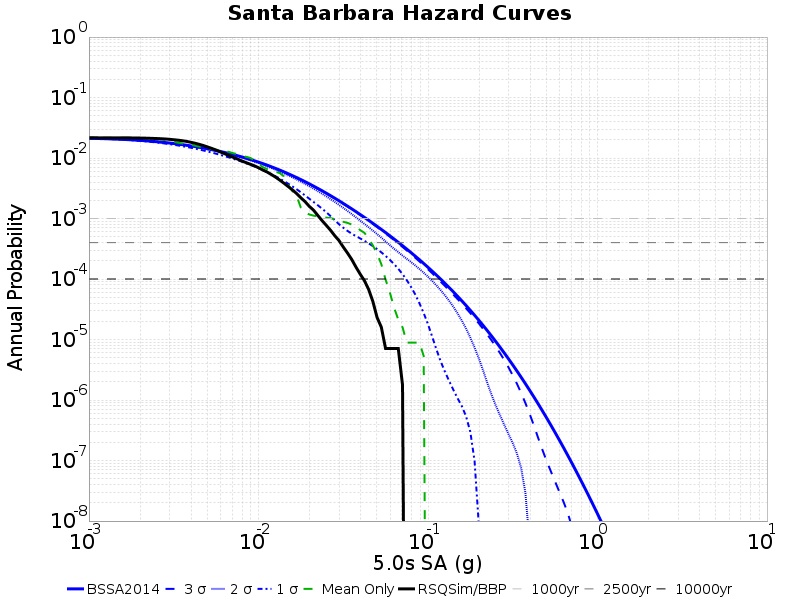 Santa Barbara Hazard Curves
Annual Probability
10^0
10^-1
10^-2
10^-3
10^-4
10^-5
10^-6
10^-7
10^-8
10^-3 10^-2 10^-1 10^0 10^1
5.0s SA (g)
BSSA2014 3 σ 2 σ 1 σ Mean Only RSQSim/BBP 1000yr 2500yr 10000yr